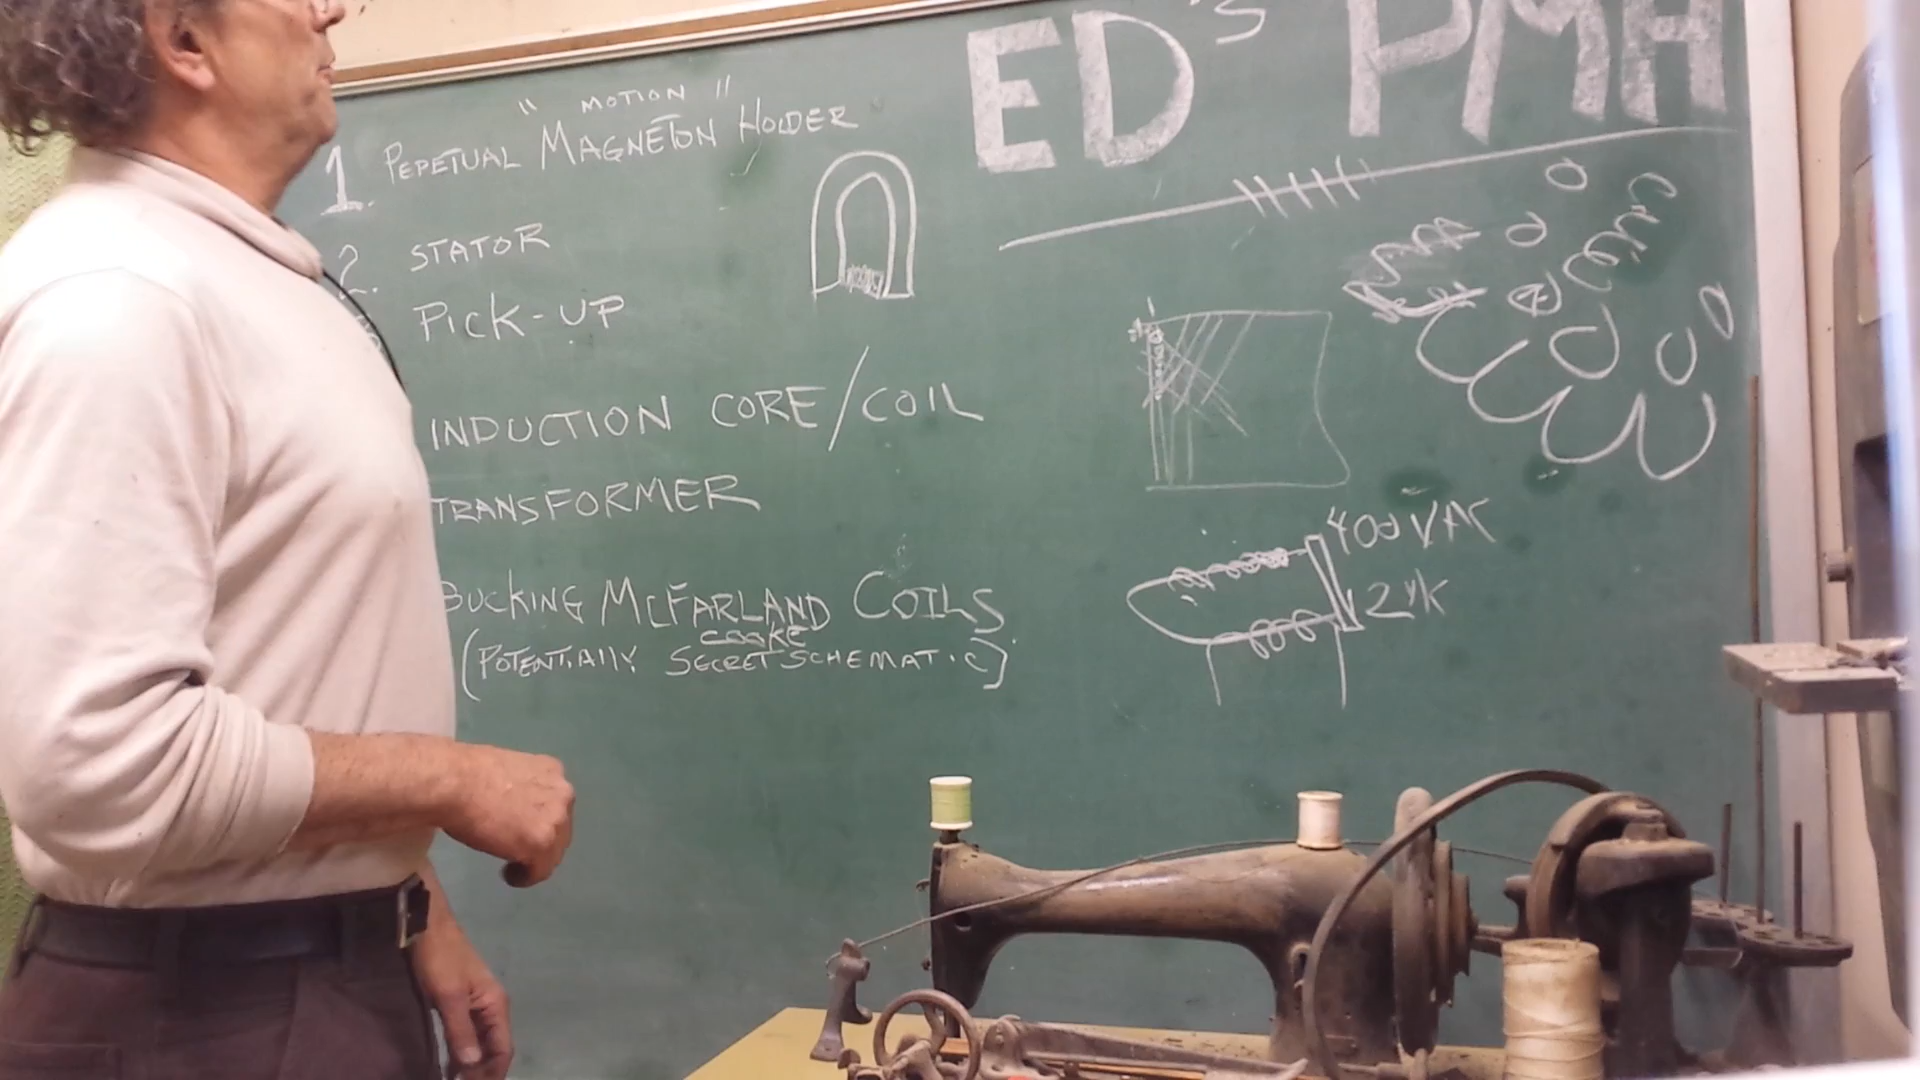 ED'S PMH
" MOTION "
1. PEPETUAL MAGNETON HOLDER
2. STATOR
PICK-UP
INDUCTION CORE/COIL
TRANSFORMER
BUCKING MCFARLAND COILS
COOKE
(POTENTIALLY SECRET SCHEMATIC)
400 VAC